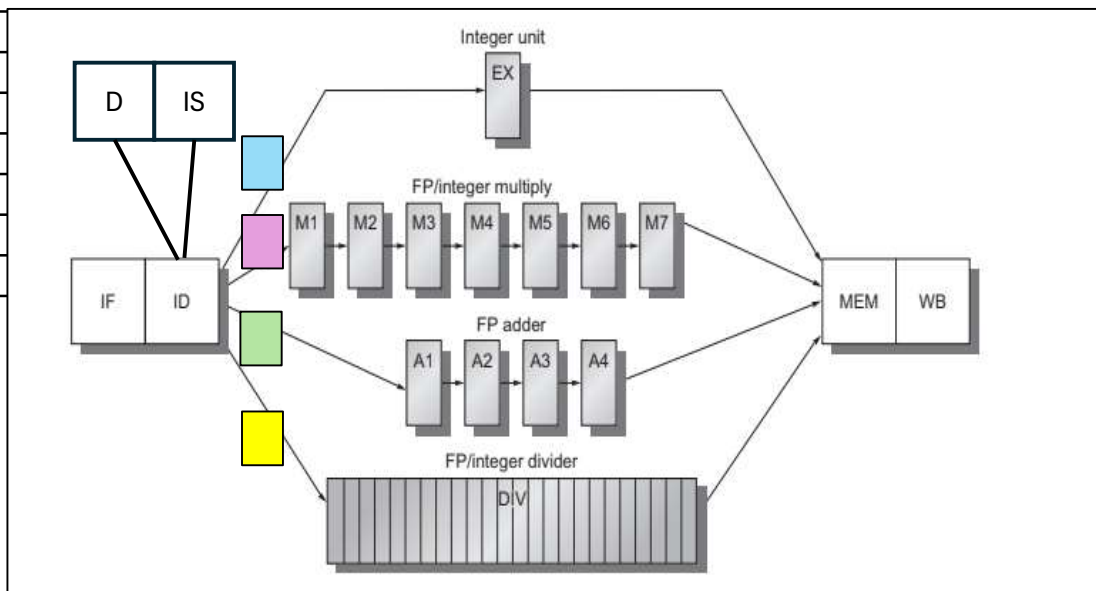 Integer unit
EX
D IS
FP/integer multiply
M1 M2 M3 M4 M5 M6 M7
IF ID
MEM WB
FP adder
A1 A2 A3 A4
FP/integer divider
DIV